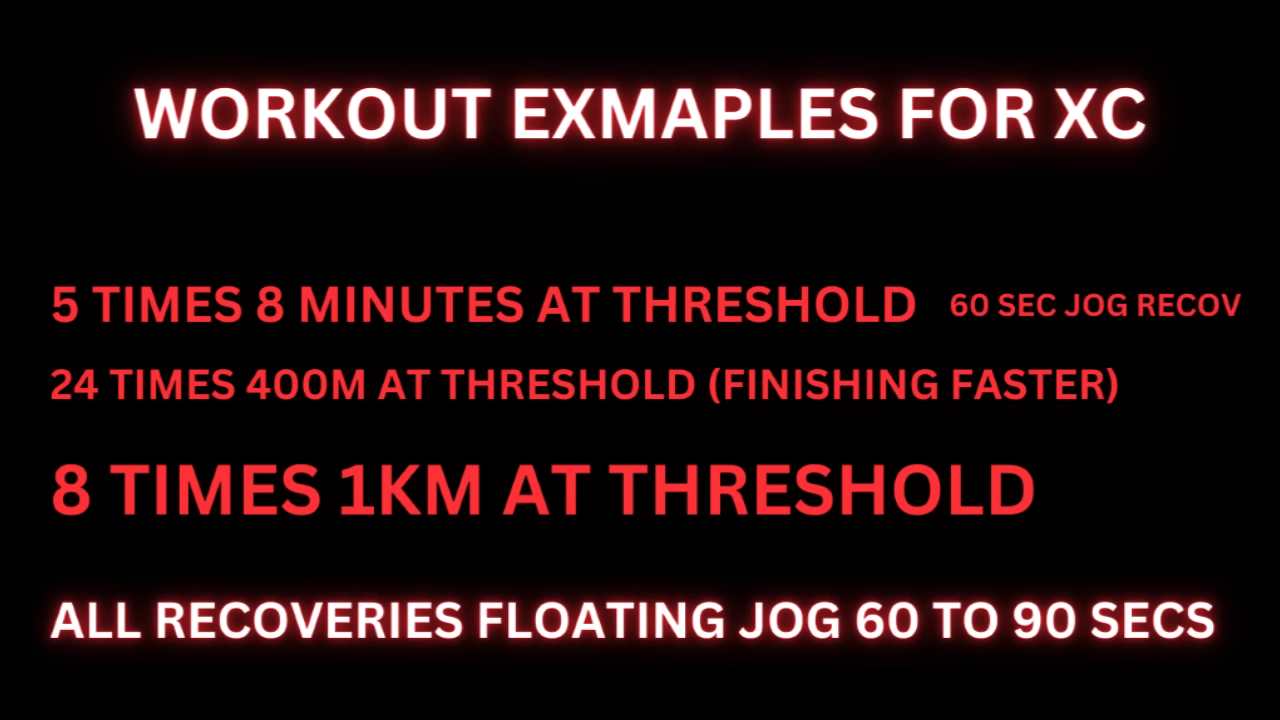 WORKOUT EXMAPLES FOR XC
5 TIMES 8 MINUTES AT THRESHOLD 60 SEC JOG RECOV
24 TIMES 400M AT THRESHOLD (FINISHING FASTER)
8 TIMES 1KM AT THRESHOLD
ALL RECOVERIES FLOATING JOG 60 TO 90 SECS